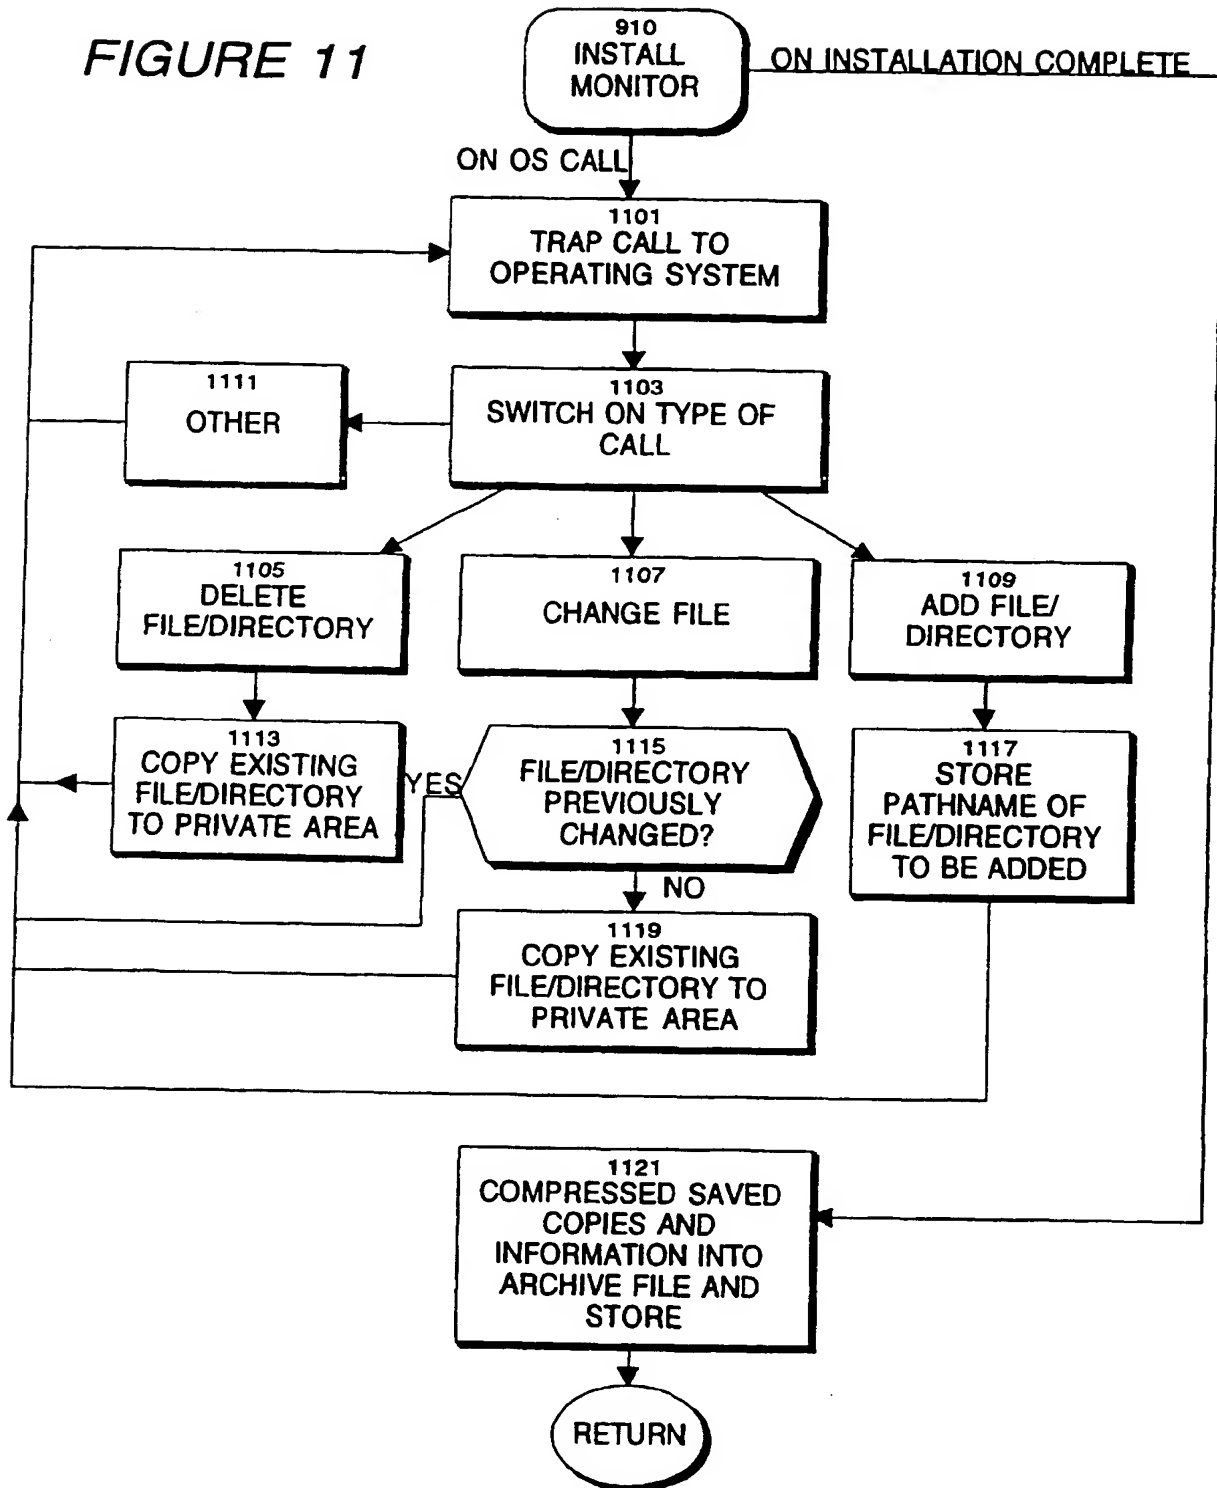 FIGURE 11
910
INSTALL
MONITOR
ON INSTALLATION COMPLETE
ON OS CALL
1101
TRAP CALL TO
OPERATING SYSTEM
1111
OTHER
1103
SWITCH ON TYPE OF
CALL
1105
DELETE
FILE/DIRECTORY
1107
CHANGE FILE
1109
ADD FILE/
DIRECTORY
1113
COPY EXISTING
FILE/DIRECTORY
TO PRIVATE AREA
YES
1115
FILE/DIRECTORY
PREVIOUSLY
CHANGED?
1117
STORE
PATHNAME OF
FILE/DIRECTORY
TO BE ADDED
NO
1119
COPY EXISTING
FILE/DIRECTORY TO
PRIVATE AREA
1121
COMPRESSED SAVED
COPIES AND
INFORMATION INTO
ARCHIVE FILE AND
STORE
RETURN